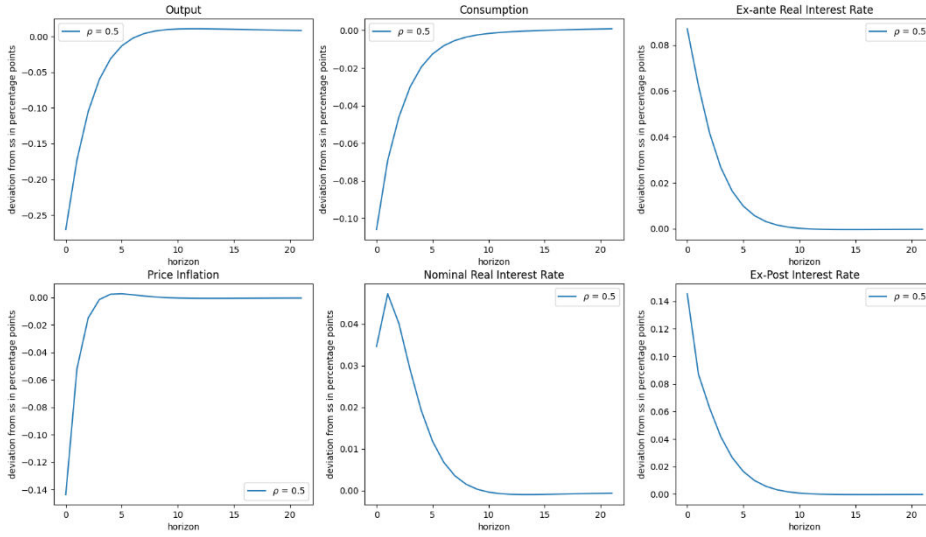 Output
deviation from ss in percentage points
0.00
−0.05
−0.10
−0.15
−0.20
−0.25
ρ = 0.5
0 5 10 15 20
horizon
Consumption
deviation from ss in percentage points
0.00
−0.02
−0.04
−0.06
−0.08
−0.10
ρ = 0.5
0 5 10 15 20
horizon
Ex-ante Real Interest Rate
deviation from ss in percentage points
0.08
0.06
0.04
0.02
0.00
ρ = 0.5
0 5 10 15 20
horizon
Price Inflation
deviation from ss in percentage points
0.00
−0.02
−0.04
−0.06
−0.08
−0.10
−0.12
−0.14
ρ = 0.5
0 5 10 15 20
horizon
Nominal Real Interest Rate
deviation from ss in percentage points
0.04
0.03
0.02
0.01
0.00
ρ = 0.5
0 5 10 15 20
horizon
Ex-Post Interest Rate
deviation from ss in percentage points
0.14
0.12
0.10
0.08
0.06
0.04
0.02
0.00
ρ = 0.5
0 5 10 15 20
horizon